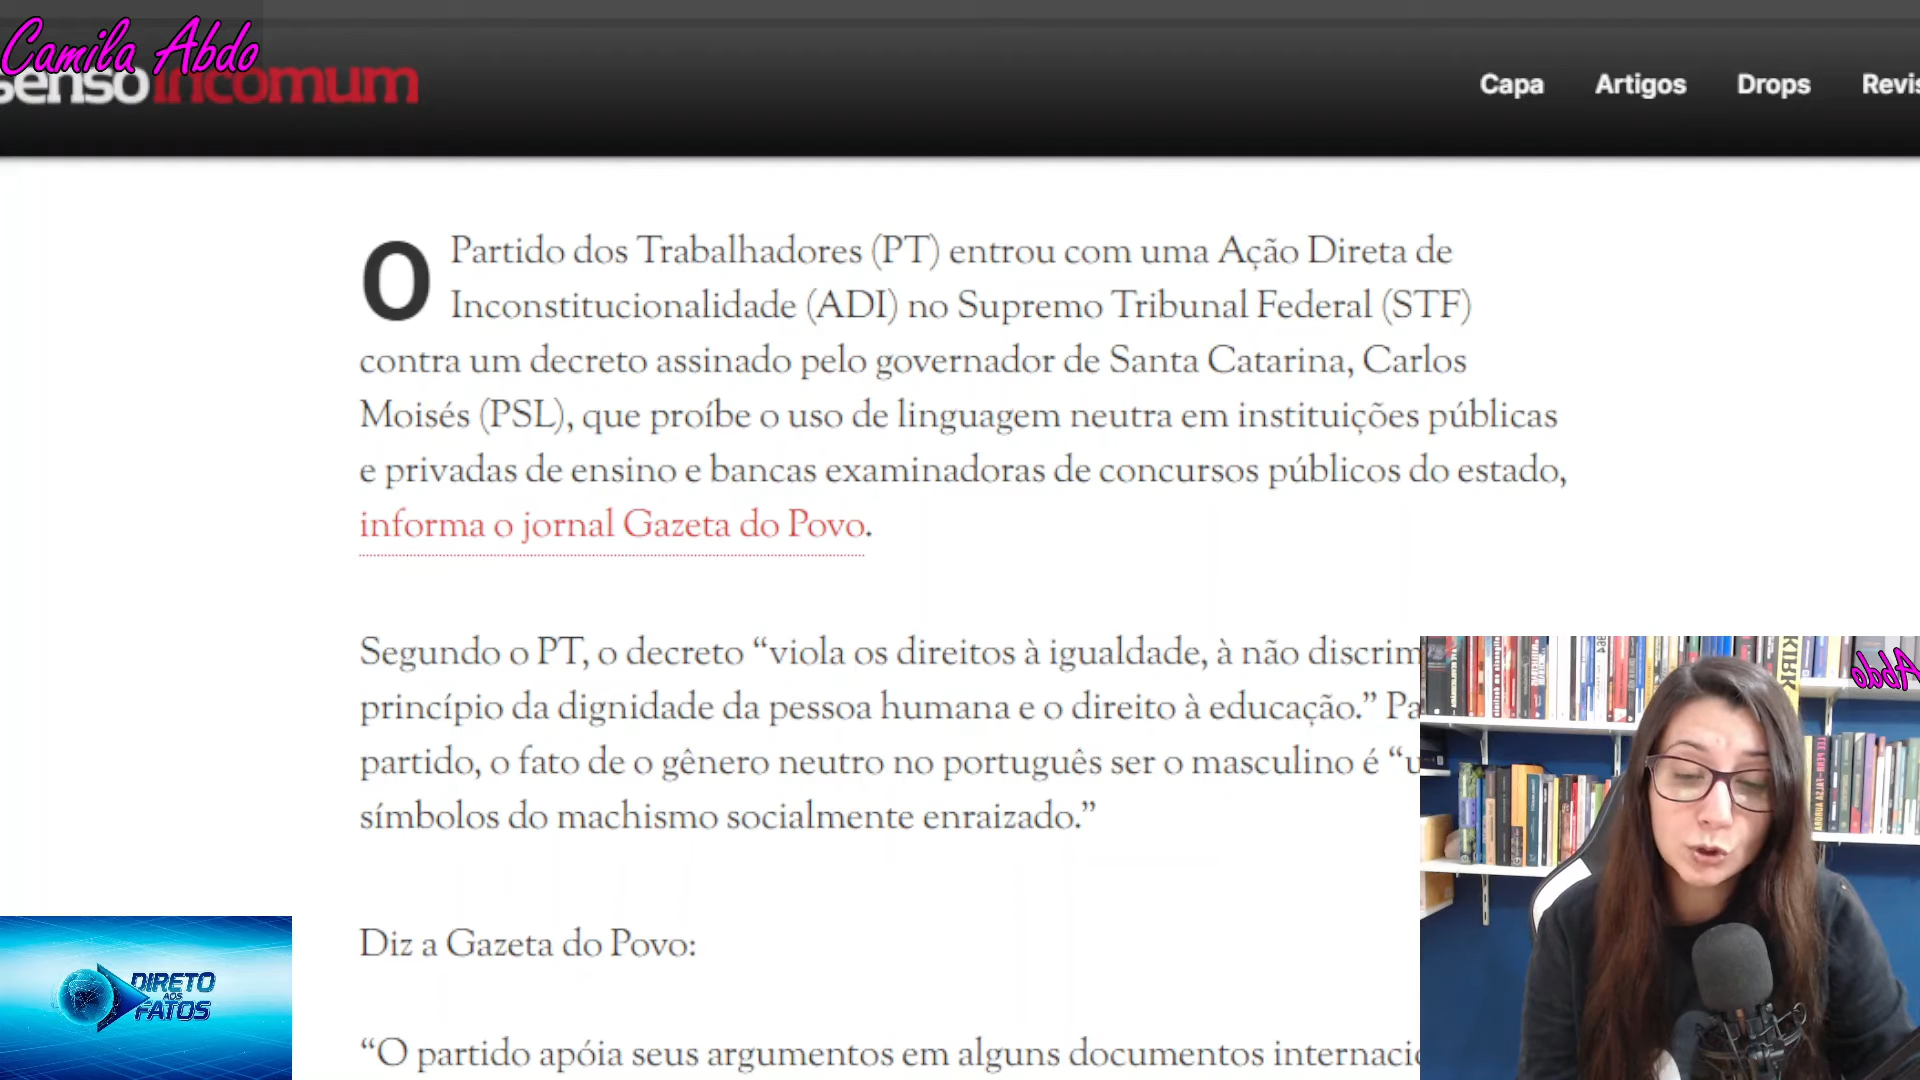 Camila Abdo
senso incomum
Capa Artigos Drops Revis
O Partido dos Trabalhadores (PT) entrou com uma Ação Direta de
Inconstitucionalidade (ADI) no Supremo Tribunal Federal (STF)
contra um decreto assinado pelo governador de Santa Catarina, Carlos
Moisés (PSL), que proíbe o uso de linguagem neutra em instituições públicas
e privadas de ensino e bancas examinadoras de concursos públicos do estado,
informa o jornal Gazeta do Povo.
Segundo o PT, o decreto “viola os direitos à igualdade, à não discrim
princípio da dignidade da pessoa humana e o direito à educação.” Pa
partido, o fato de o gênero neutro no português ser o masculino é “u
símbolos do machismo socialmente enraizado.”
Diz a Gazeta do Povo:
“O partido apóia seus argumentos em alguns documentos internacio
DIRETO
AOS
FATOS
Abdo
KIRK